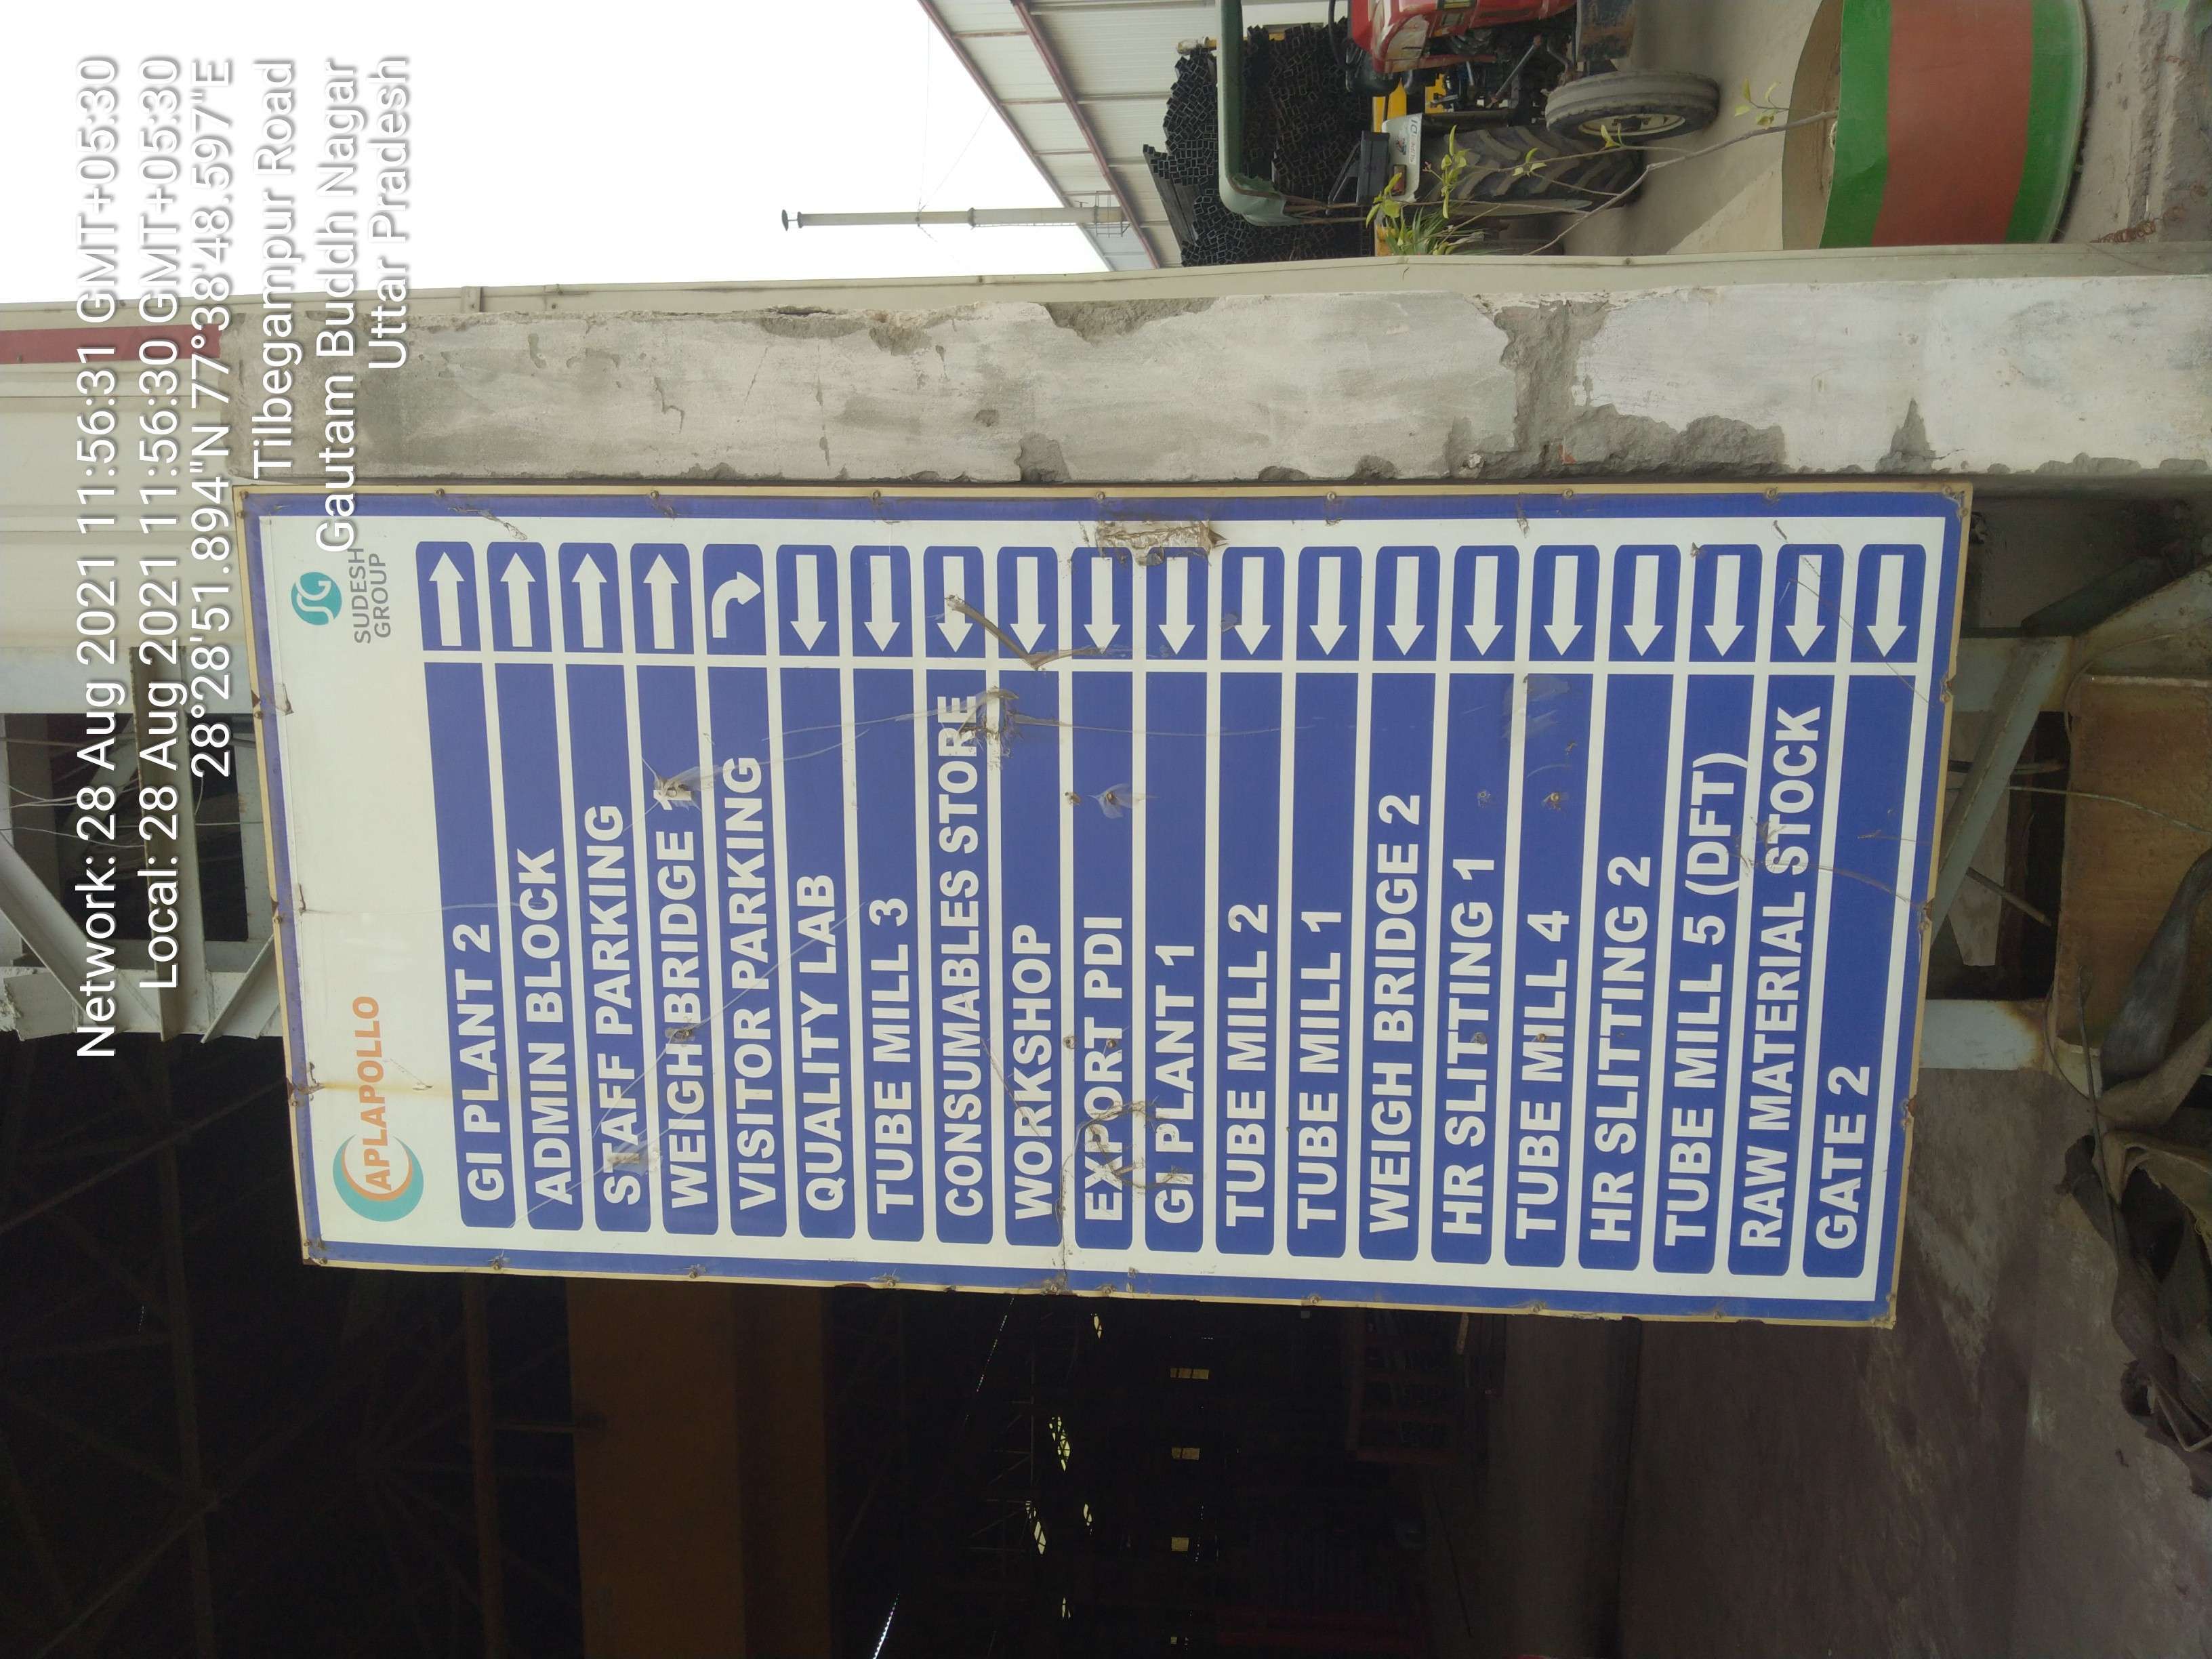 Network: 28 Aug 2021 11:56:31 GMT+05:30
Local: 28 Aug 2021 11:56:30 GMT+05:30
28°28'51.894"N 77°38'48.597"E
Tilbegampur Road
Gautam Buddh Nagar
Uttar Pradesh
APLAPOLLO
SG
SUDESH
GROUP
GI PLANT 2
ADMIN BLOCK
STAFF PARKING
WEIGH BRIDGE 1
VISITOR PARKING
QUALITY LAB
TUBE MILL 3
CONSUMABLES STORE
WORKSHOP
EXPORT PDI
GI PLANT 1
TUBE MILL 2
TUBE MILL 1
WEIGH BRIDGE 2
HR SLITTING 1
TUBE MILL 4
HR SLITTING 2
TUBE MILL 5 (DFT)
RAW MATERIAL STOCK
GATE 2